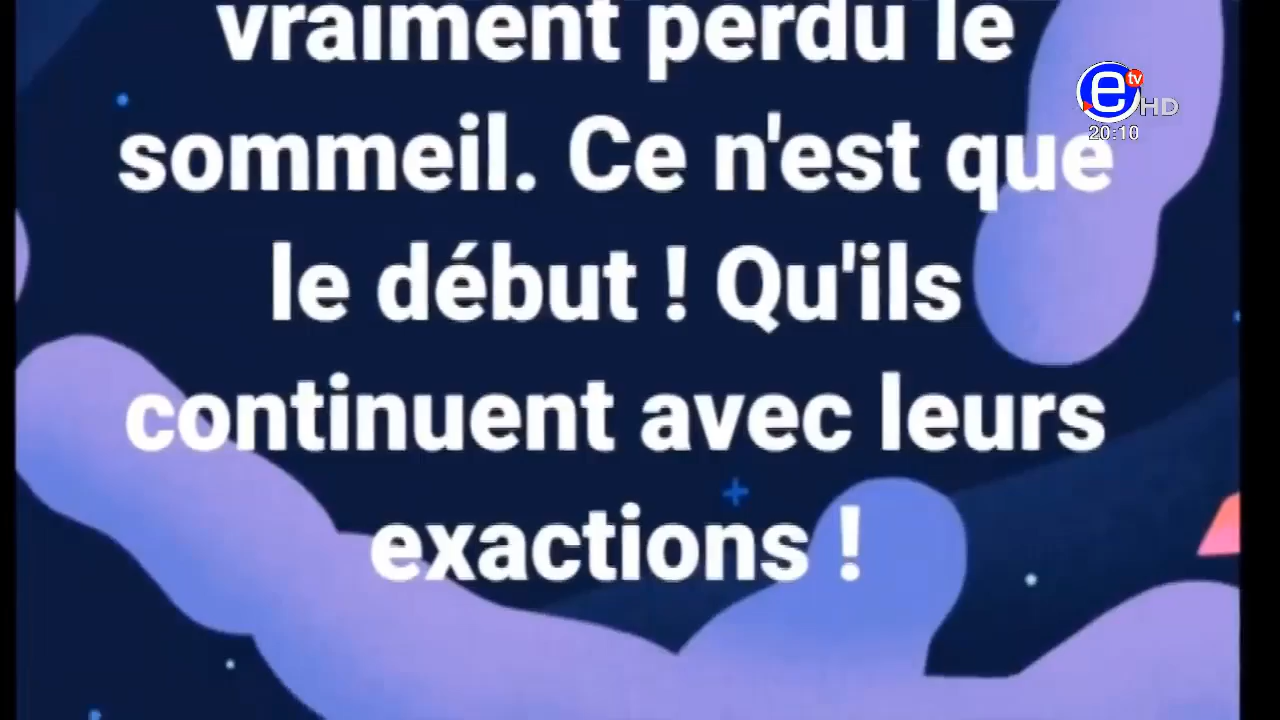 vraiment perdu le
sommeil. Ce n'est que
le début ! Qu'ils
continuent avec leurs
exactions !
e tv HD
20:10